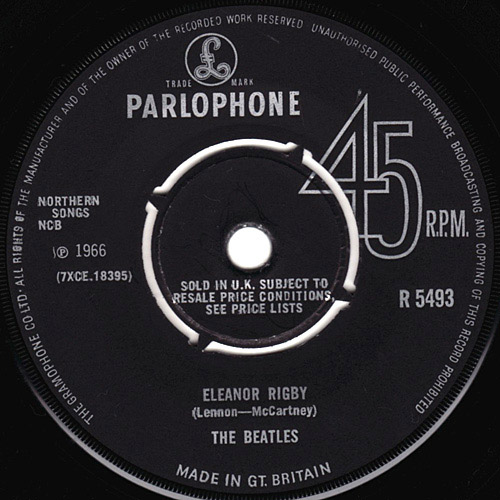 THE GRAMOPHONE CO LTD · ALL RIGHTS OF THE MANUFACTURER AND OF THE OWNER OF THE RECORDED WORK RESERVED UNAUTHORISED PUBLIC PERFORMANCE BROADCASTING AND COPYING OF THIS RECORD PROHIBITED
£
TRADE MARK
PARLOPHONE
45
R.P.M.
NORTHERN
SONGS
NCB
℗ 1966
(7XCE.18395)
SOLD IN U.K. SUBJECT TO
RESALE PRICE CONDITIONS,
SEE PRICE LISTS
R 5493
ELEANOR RIGBY
(Lennon—McCartney)
THE BEATLES
MADE IN GT. BRITAIN